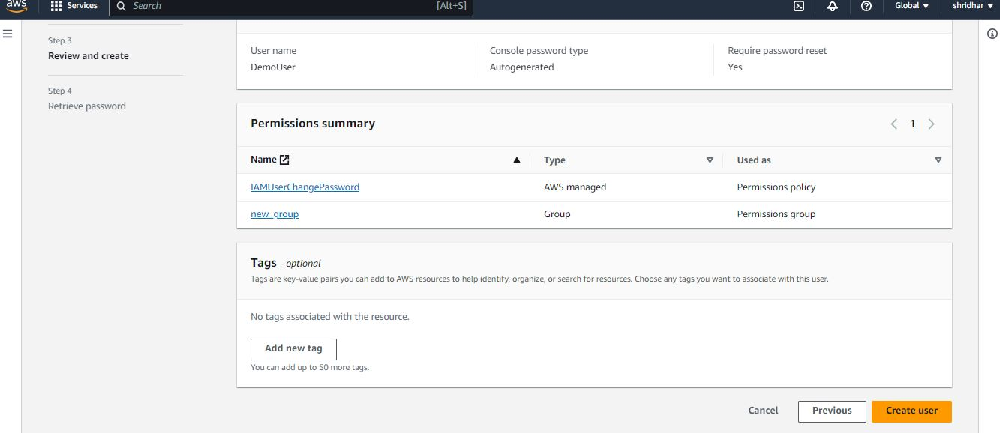 aws
Services
Search
[Alt+S]
Global
shridhar
Step 3
Review and create
Step 4
Retrieve password
User name
DemoUser
Console password type
Autogenerated
Require password reset
Yes
Permissions summary
1
Name
Type
Used as
IAMUserChangePassword
AWS managed
Permissions policy
new_group
Group
Permissions group
Tags - optional
Tags are key-value pairs you can add to AWS resources to help identify, organize, or search for resources. Choose any tags you want to associate with this user.
No tags associated with the resource.
Add new tag
You can add up to 50 more tags.
Cancel
Previous
Create user